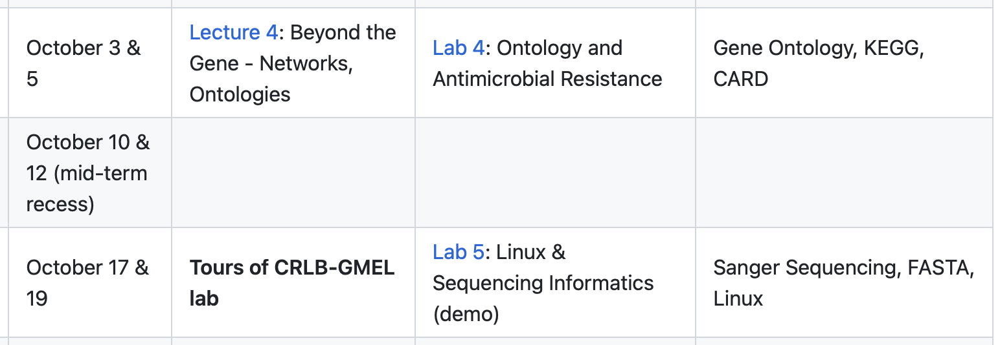 October 3 &
5
Lecture 4: Beyond the
Gene - Networks,
Ontologies
Lab 4: Ontology and
Antimicrobial Resistance
Gene Ontology, KEGG,
CARD
October 10 &
12 (mid-term
recess)
October 17 &
19
Tours of CRLB-GMEL
lab
Lab 5: Linux &
Sequencing Informatics
(demo)
Sanger Sequencing, FASTA,
Linux